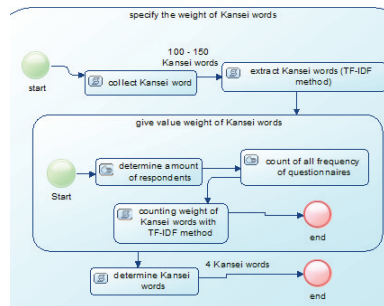 specify the weight of Kansei words
100 - 150
Kansei words
start
collect Kansei word
extract Kansei words (TF-IDF
method)
give value weight of Kansei words
Start
determine amount
of respondents
count of all frequency
of questionnaires
counting weight of
Kansei words with
TF-IDF method
end
determine Kansei
words
4 Kansei words
end